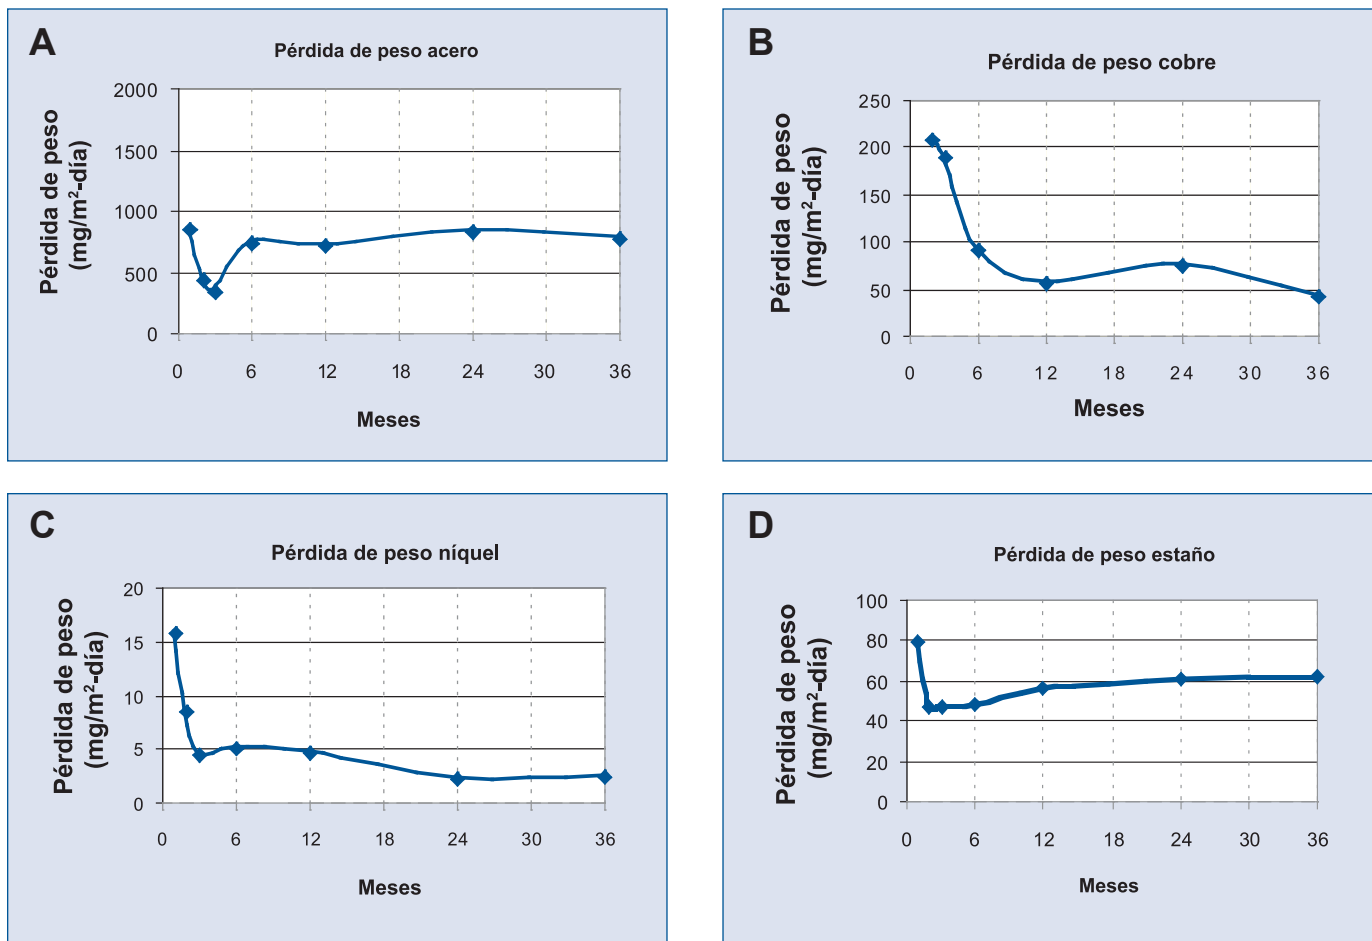 A
Pérdida de peso acero
Pérdida de peso
(mg/m²-día)
2000
1500
1000
500
0
0 6 12 18 24 30 36
Meses
B
Pérdida de peso cobre
Pérdida de peso
(mg/m²-día)
250
200
150
100
50
0
0 6 12 18 24 30 36
Meses
C
Pérdida de peso níquel
Pérdida de peso
(mg/m²-día)
20
15
10
5
0
0 6 12 18 24 30 36
Meses
D
Pérdida de peso estaño
Pérdida de peso
(mg/m²-día)
100
80
60
40
20
0
0 6 12 18 24 30 36
Meses